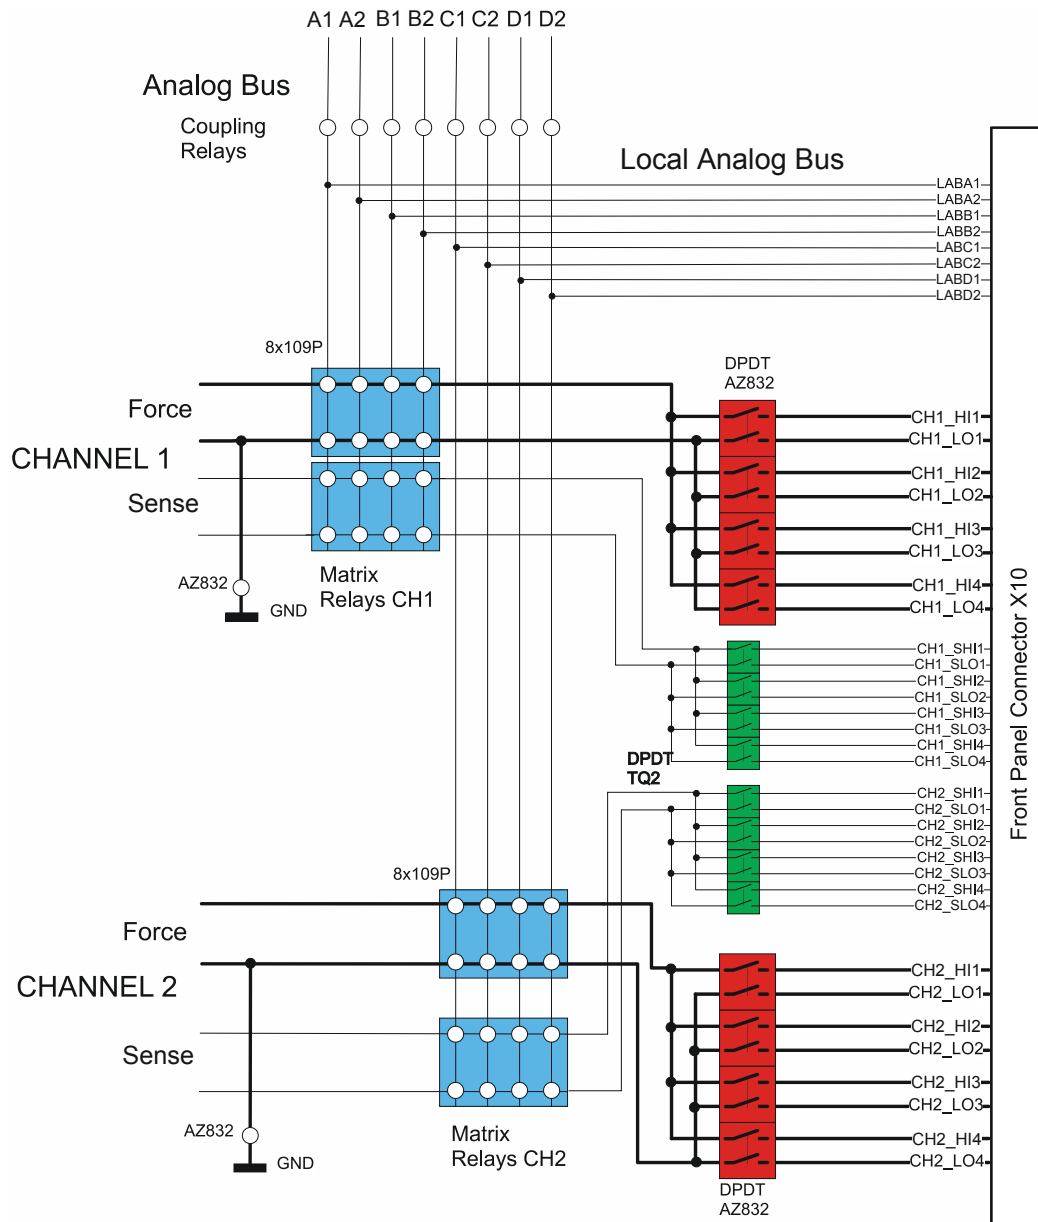 A1 A2 B1 B2 C1 C2 D1 D2
Analog Bus
Coupling
Relays
Local Analog Bus
LABA1
LABA2
LABB1
LABB2
LABC1
LABC2
LABD1
LABD2
8x109P
DPDT
AZ832
Force
CHANNEL 1
Sense
CH1_HI1
CH1_LO1
CH1_HI2
CH1_LO2
CH1_HI3
CH1_LO3
CH1_HI4
CH1_LO4
AZ832
GND
Matrix
Relays CH1
Front Panel Connector X10
CH1_SHI1
CH1_SLO1
CH1_SHI2
CH1_SLO2
CH1_SHI3
CH1_SLO3
CH1_SHI4
CH1_SLO4
DPDT
TQ2
CH2_SHI1
CH2_SLO1
CH2_SHI2
CH2_SLO2
CH2_SHI3
CH2_SLO3
CH2_SHI4
CH2_SLO4
8x109P
Force
CHANNEL 2
Sense
CH2_HI1
CH2_LO1
CH2_HI2
CH2_LO2
CH2_HI3
CH2_LO3
CH2_HI4
CH2_LO4
AZ832
GND
Matrix
Relays CH2
DPDT
AZ832